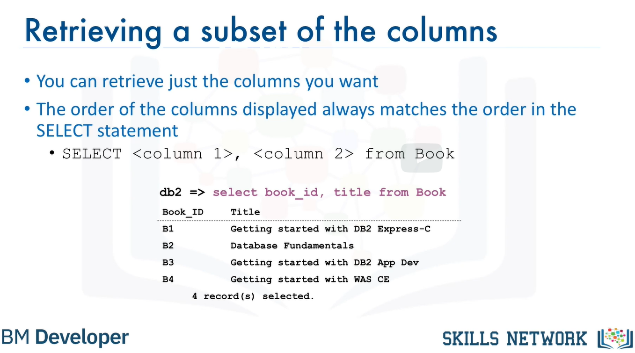 Retrieving a subset of the columns
• You can retrieve just the columns you want
• The order of the columns displayed always matches the order in the
SELECT statement
• SELECT <column 1>, <column 2> from Book
db2 => select book_id, title from Book
Book_ID Title
B1 Getting started with DB2 Express-C
B2 Database Fundamentals
B3 Getting started with DB2 App Dev
B4 Getting started with WAS CE
4 record(s) selected.
BM Developer
SKILLS NETWORK